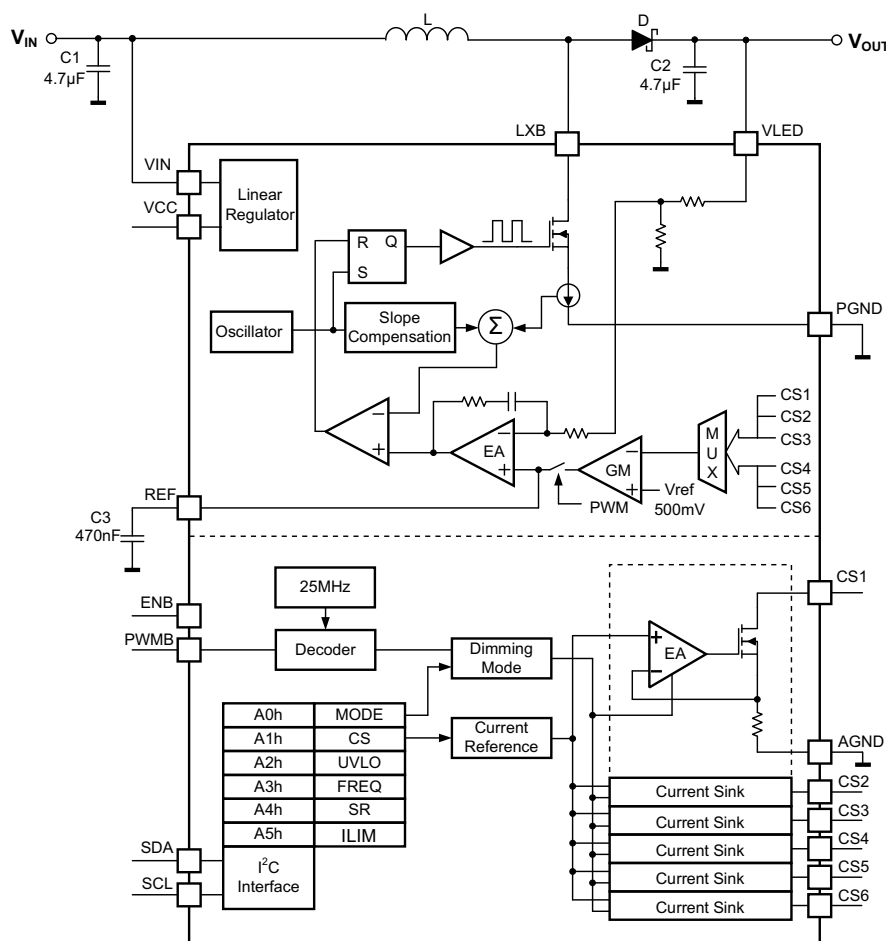 L
D
VIN
C1
4.7µF
C2
4.7µF
VOUT
LXB
VLED
VIN
VCC
Linear
Regulator
R
Q
S
PGND
Oscillator
Slope
Compensation
Σ
CS1
CS2
CS3
CS4
CS5
CS6
MUX
−
+
−
EA
+
−
GM
+
Vref
500mV
PWM
REF
C3
470nF
ENB
PWMB
25MHz
Decoder
Dimming
Mode
+
EA
−
CS1
A0h MODE
A1h CS
A2h UVLO
A3h FREQ
A4h SR
A5h ILIM
Current
Reference
AGND
Current Sink CS2
Current Sink CS3
Current Sink CS4
Current Sink CS5
Current Sink CS6
SDA
SCL
I²C
Interface